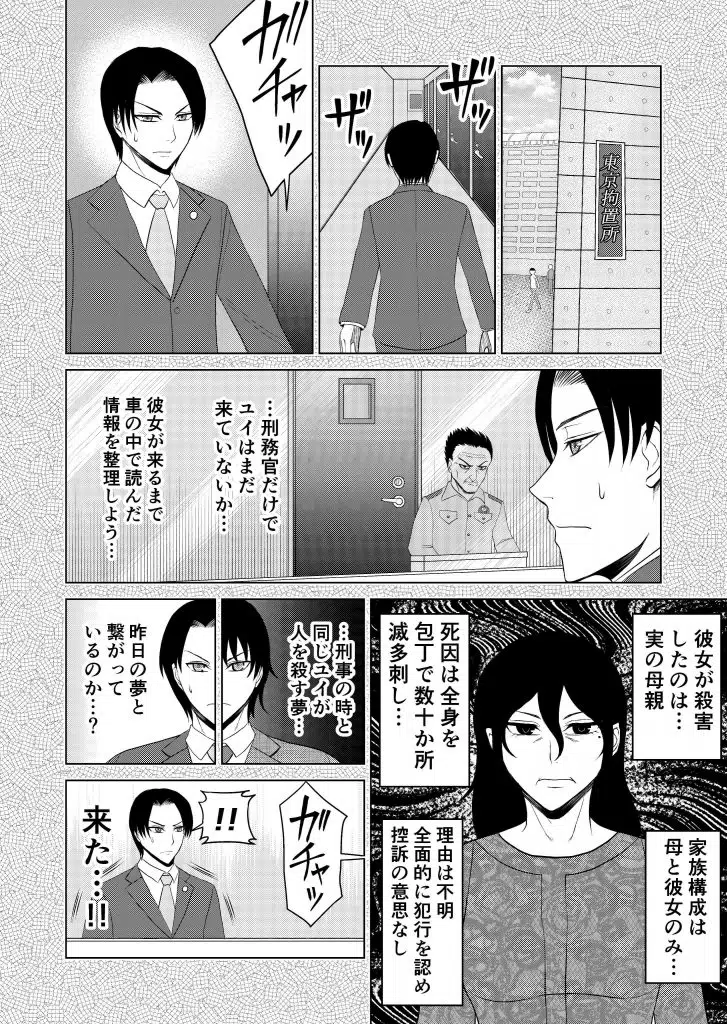 東京拘置所
ザッ
ザッ
ガチャッ
…刑務官だけで
ユイはまだ
来ていないか…
彼女が来るまで
車の中で読んだ
情報を整理しよう…
彼女が殺害
したのは…
実の母親
死因は全身を
包丁で数十か所
滅多刺し…
家族構成は
母と彼女のみ…
理由は不明
全面的に犯行を認め
控訴の意思なし
…刑事の時と
同じユイが
人を殺す夢…
昨日の夢と
繋がって
いるのか…?
ガチャッ
!!
来た…!!